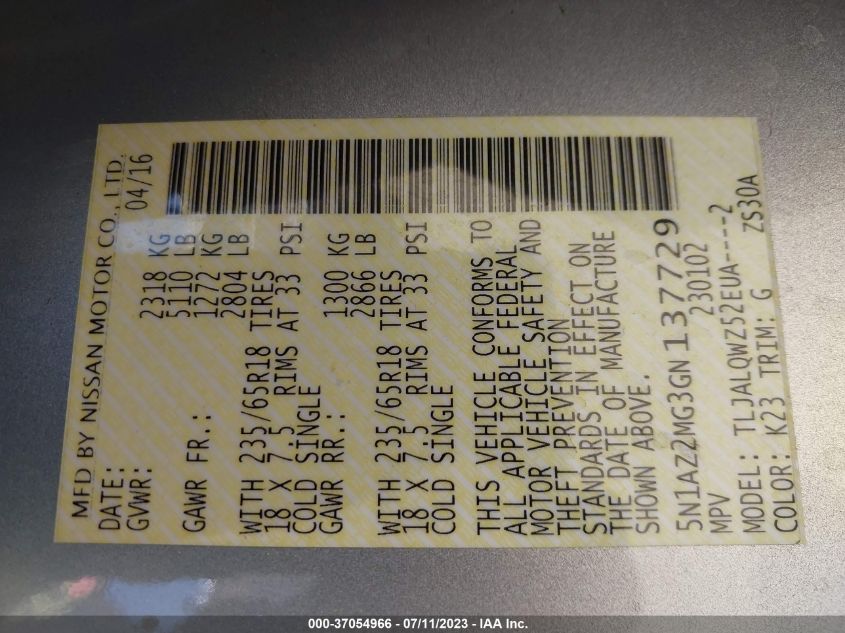 MFD BY NISSAN MOTOR CO., LTD.
DATE: 04/16
GVWR: 2318 KG
5110 LB
GAWR FR.: 1272 KG
2804 LB
WITH 235/65R18 TIRES
18 X 7.5 RIMS AT 33 PSI
COLD SINGLE
GAWR RR.: 1300 KG
2866 LB
WITH 235/65R18 TIRES
18 X 7.5 RIMS AT 33 PSI
COLD SINGLE
THIS VEHICLE CONFORMS TO
ALL APPLICABLE FEDERAL
MOTOR VEHICLE SAFETY AND
THEFT PREVENTION
STANDARDS IN EFFECT ON
THE DATE OF MANUFACTURE
SHOWN ABOVE.
5N1AZ2MG3GN137729
MPV 230102
MODEL: TLJALQWZ52EUA----2
COLOR: K23 TRIM: G ZS30A
000-37054966 - 07/11/2023 - IAA Inc.